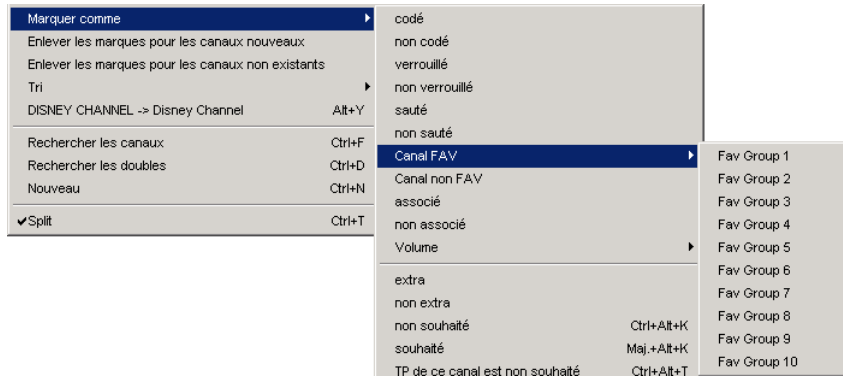 Marquer comme
Enlever les marques pour les canaux nouveaux
Enlever les marques pour les canaux non existants
Tri
DISNEY CHANNEL -> Disney Channel Alt+Y
Rechercher les canaux Ctrl+F
Rechercher les doubles Ctrl+D
Nouveau Ctrl+N
Split Ctrl+T
codé
non codé
verrouillé
non verrouillé
sauté
non sauté
Canal FAV
Canal non FAV
associé
non associé
Volume
extra
non extra
non souhaité Ctrl+Alt+K
souhaité Maj.+Alt+K
TP de ce canal est non souhaité Ctrl+Alt+T
Fav Group 1
Fav Group 2
Fav Group 3
Fav Group 4
Fav Group 5
Fav Group 6
Fav Group 7
Fav Group 8
Fav Group 9
Fav Group 10